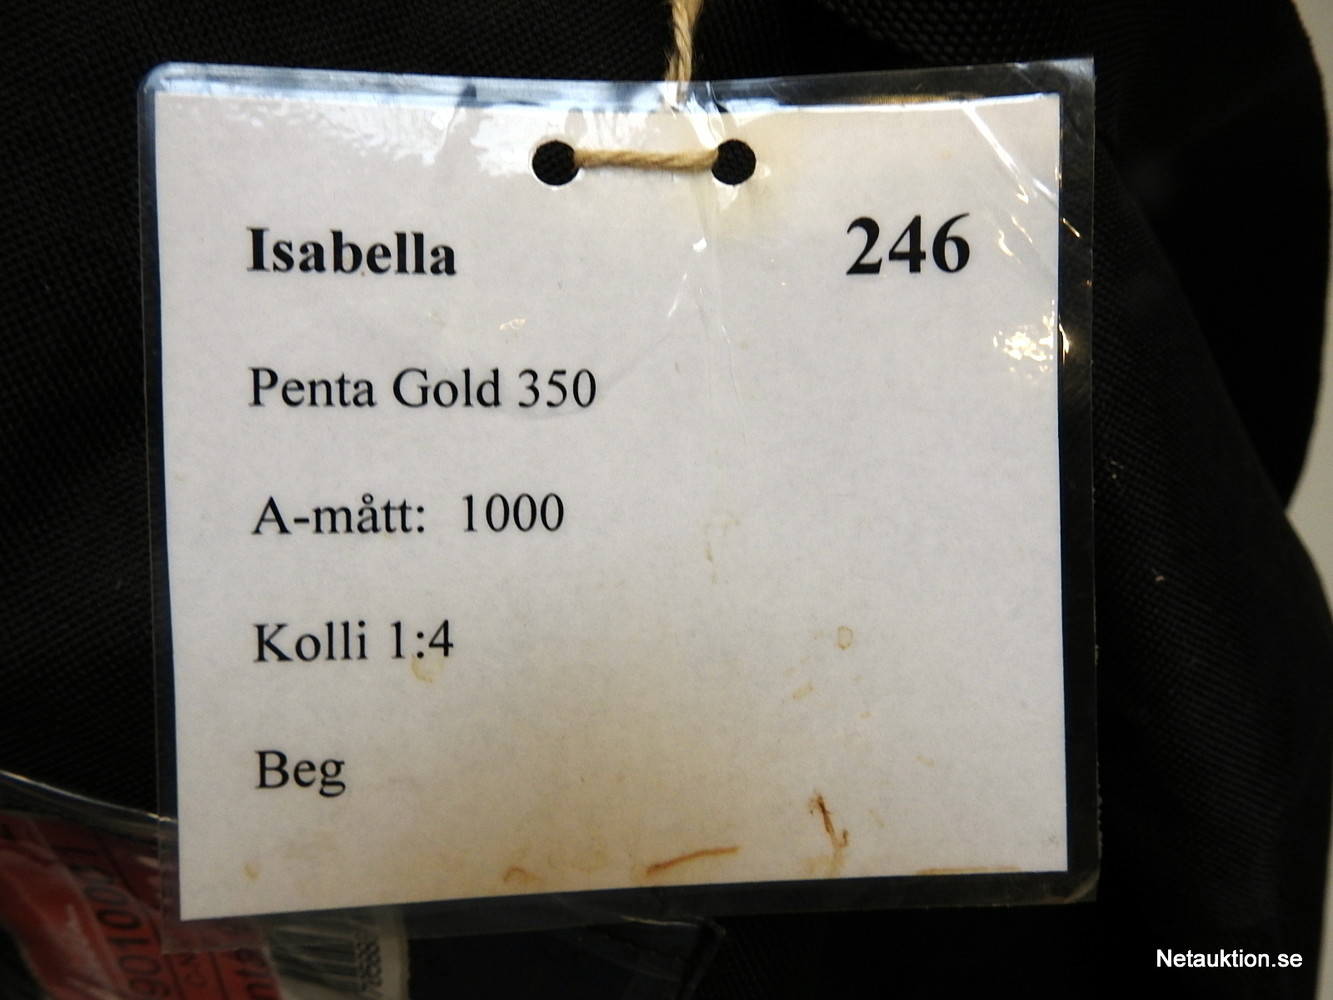 Isabella 246
Penta Gold 350
A-mått: 1000
Kolli 1:4
Beg
Netauktion.se